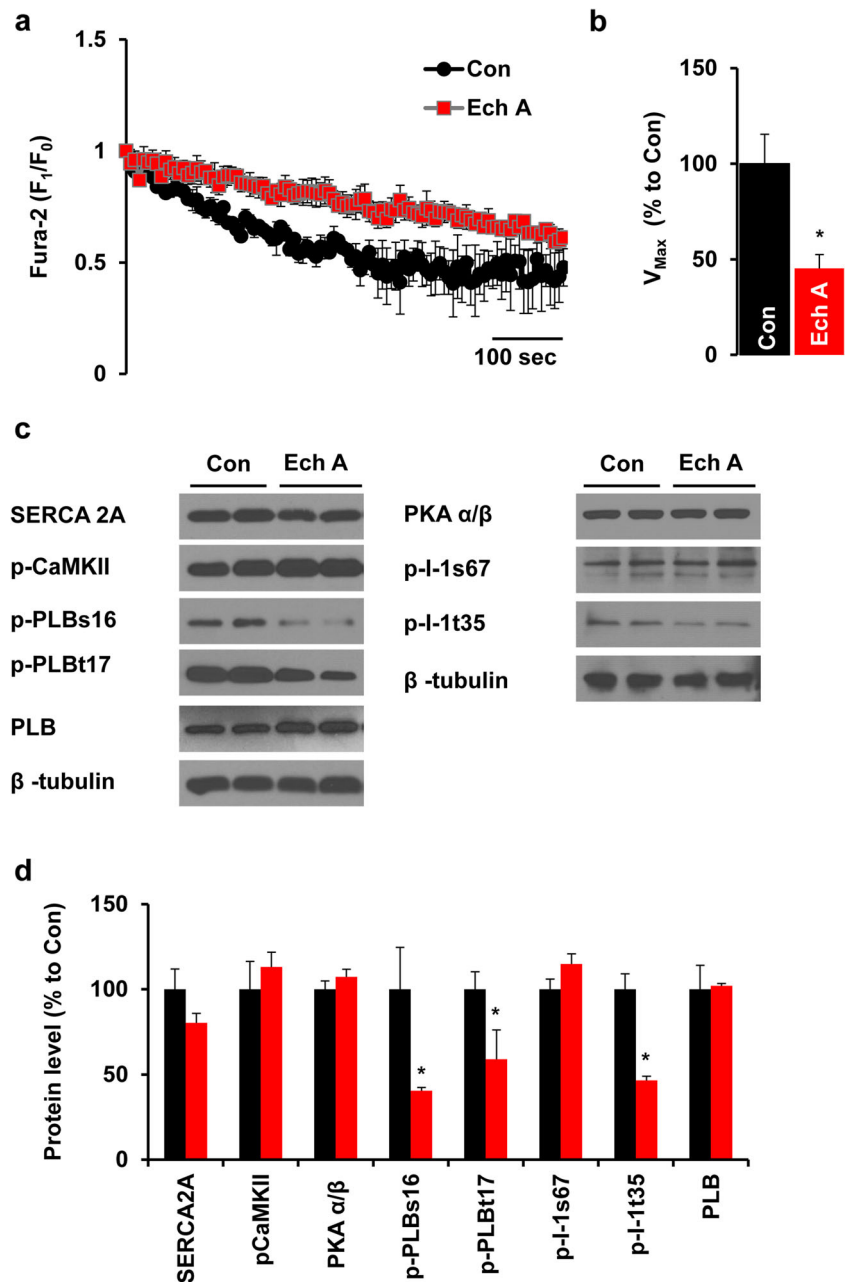 a
1.5
1
0.5
0
Fura-2 (F1/F0)
Con
Ech A
100 sec
b
150
100
50
0
VMax (% to Con)
*
Con
Ech A
c
Con Ech A
SERCA 2A
p-CaMKII
p-PLBs16
p-PLBt17
PLB
β -tubulin
Con Ech A
PKA α/β
p-I-1s67
p-I-1t35
β -tubulin
d
150
100
50
0
Protein level (% to Con)
*
*
*
SERCA2A
pCaMKII
PKA α/β
p-PLBs16
p-PLBt17
p-I-1s67
p-I-1t35
PLB